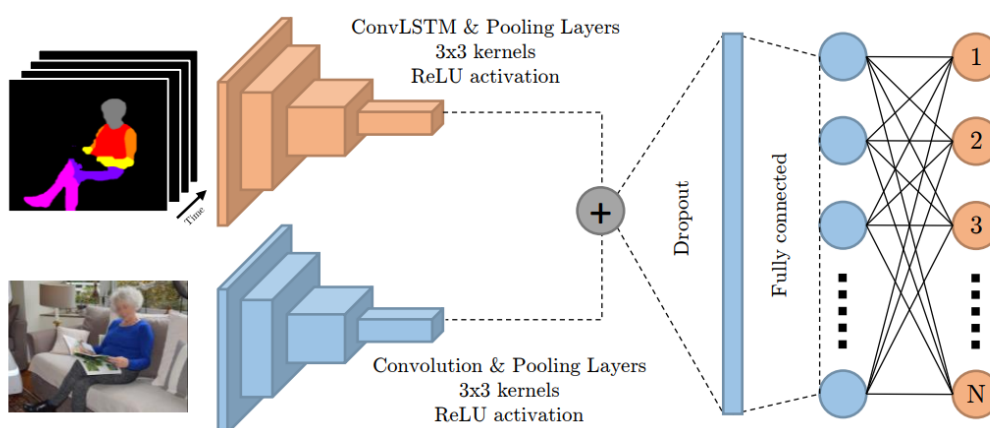 ConvLSTM & Pooling Layers
3x3 kernels
ReLU activation
Time
+
Dropout
Fully connected
1
2
3
N
Convolution & Pooling Layers
3x3 kernels
ReLU activation